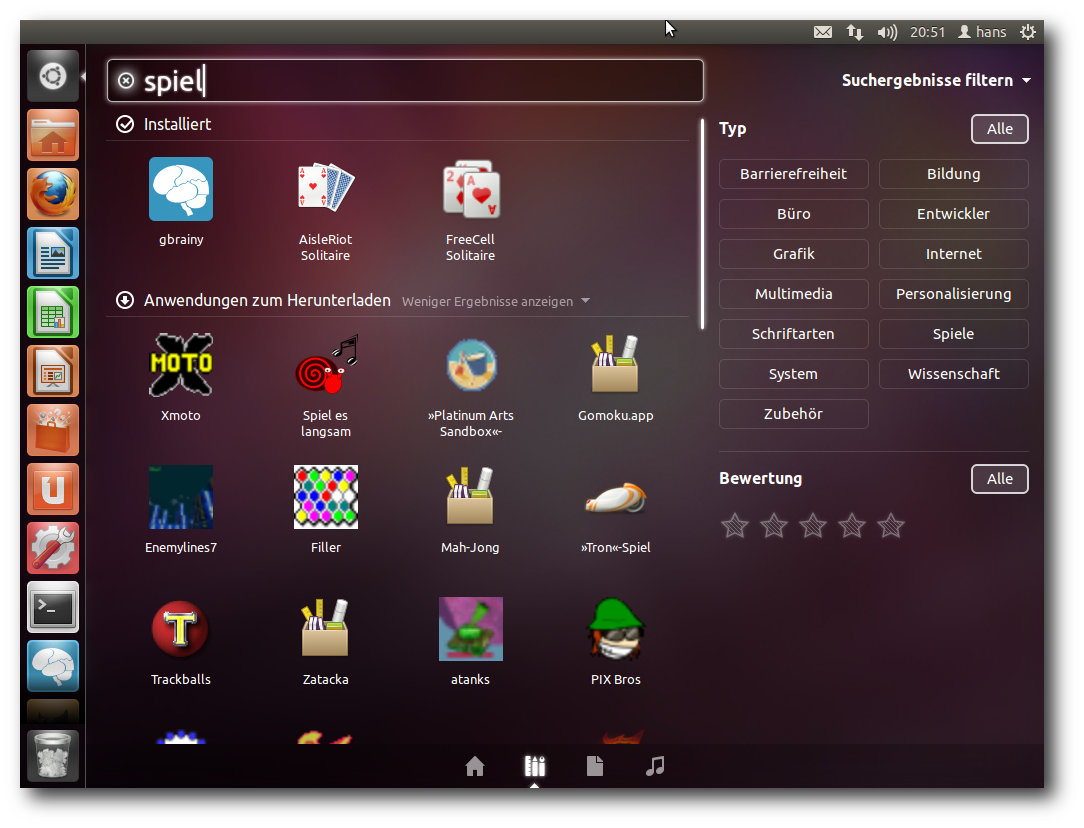 20:51 hans
spiel
Suchergebnisse filtern
Installiert
gbrainy
AisleRiot
Solitaire
FreeCell
Solitaire
Anwendungen zum Herunterladen Weniger Ergebnisse anzeigen
MOTO
Xmoto
Spiel es
langsam
»Platinum Arts
Sandbox«-
Gomoku.app
Enemylines7
Filler
Mah-Jong
»Tron«-Spiel
T
Trackballs
Zatacka
atanks
PIX Bros
Typ
Alle
Barrierefreiheit
Bildung
Büro
Entwickler
Grafik
Internet
Multimedia
Personalisierung
Schriftarten
Spiele
System
Wissenschaft
Zubehör
Bewertung
Alle